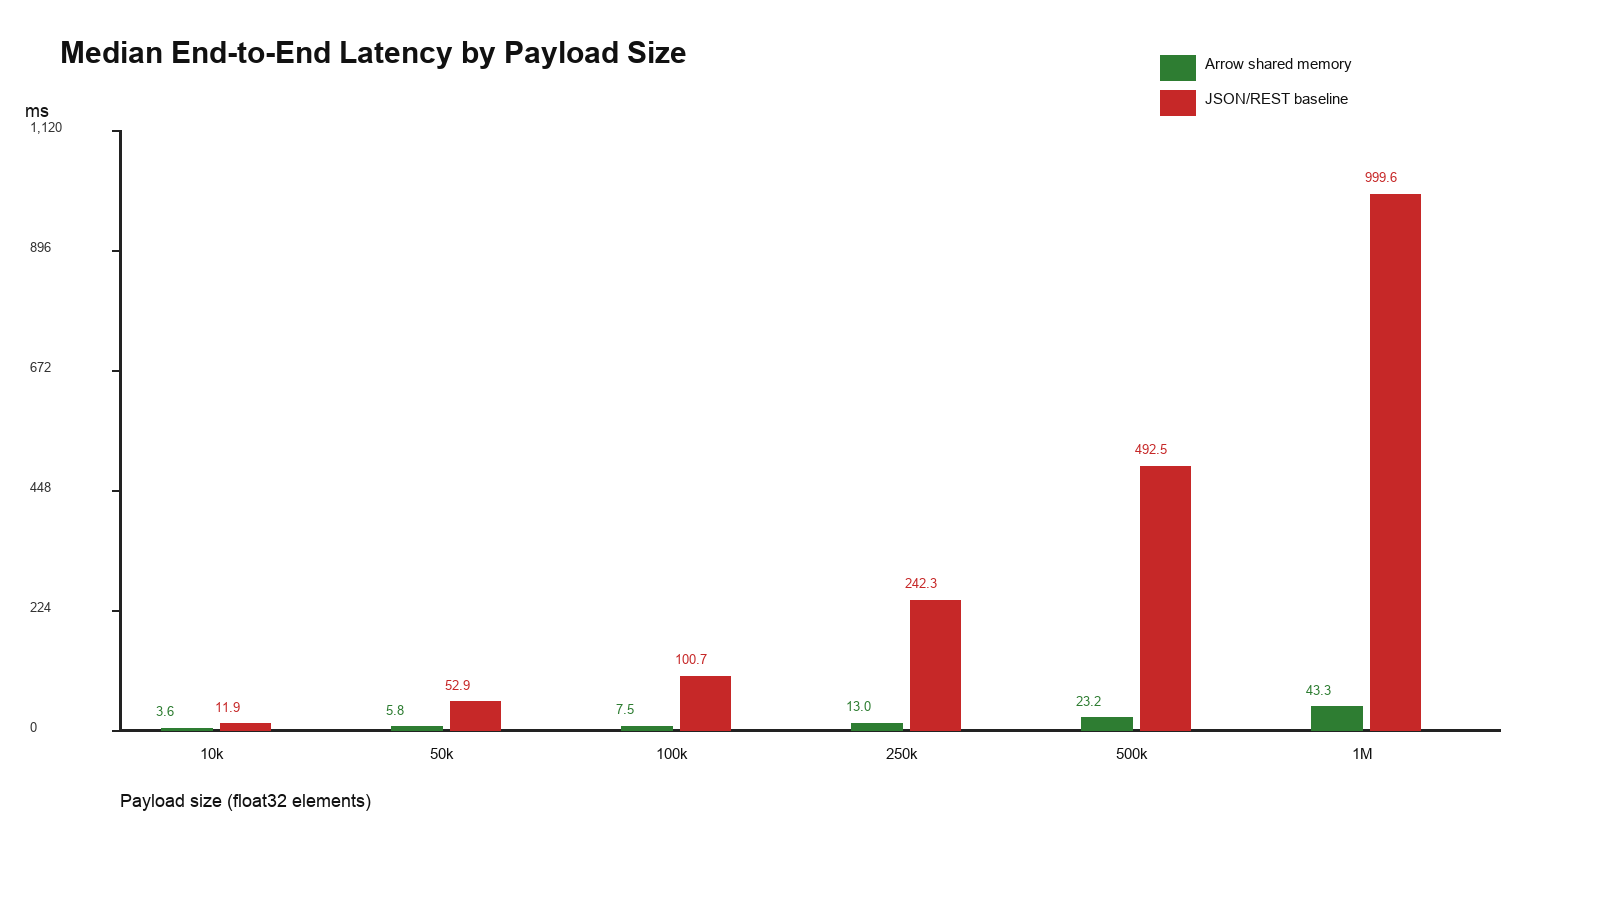 Median End-to-End Latency by Payload Size
Arrow shared memory
JSON/REST baseline
ms
1,120
896
672
448
224
0
3.6
11.9
5.8
52.9
7.5
100.7
13.0
242.3
23.2
492.5
43.3
999.6
10k
50k
100k
250k
500k
1M
Payload size (float32 elements)